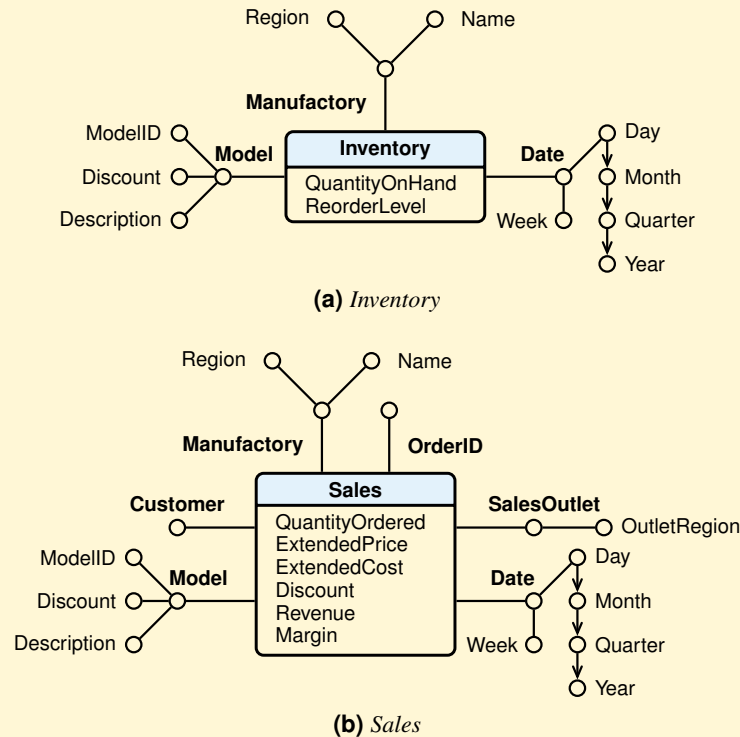 Region
Name
Manufactory
ModelID
Model
Inventory
Date
Day
Discount
QuantityOnHand
Month
ReorderLevel
Description
Week
Quarter
Year
(a) Inventory
Region
Name
Manufactory
OrderID
Customer
Sales
SalesOutlet
QuantityOrdered
OutletRegion
ModelID
Model
ExtendedPrice
Date
Day
ExtendedCost
Discount
Discount
Month
Revenue
Description
Margin
Week
Quarter
Year
(b) Sales